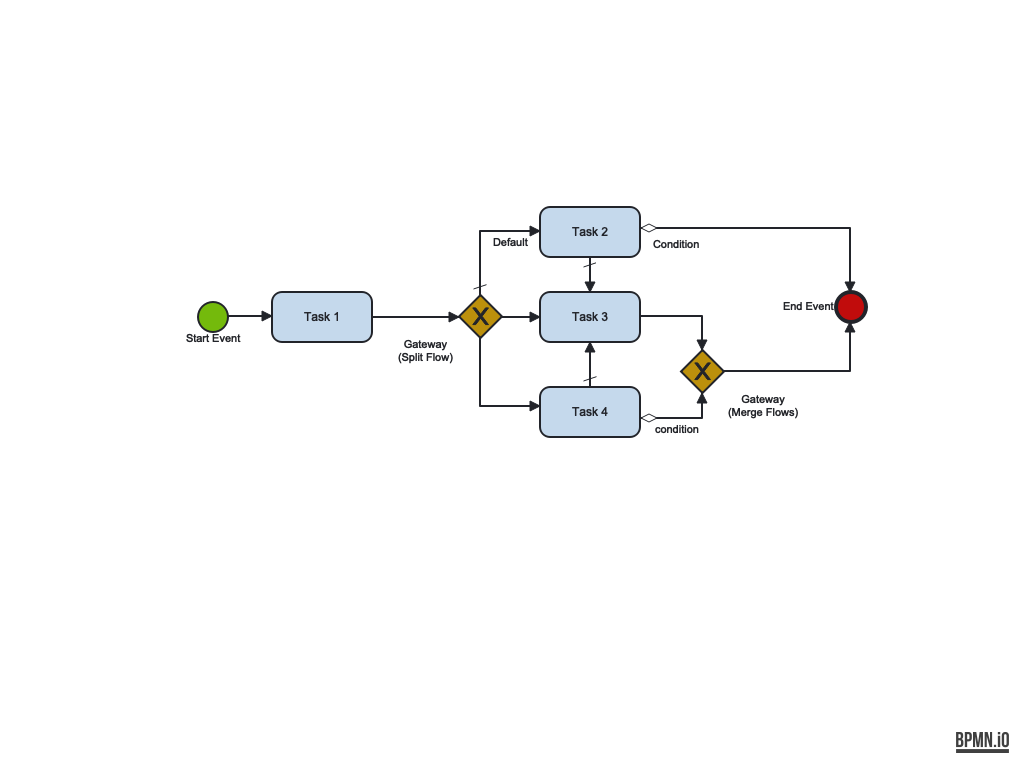 Task 2
Default
Condition
Start Event
Task 1
X
Gateway
(Split Flow)
Task 3
End Event
X
Gateway
(Merge Flows)
Task 4
condition
BPMN.iO